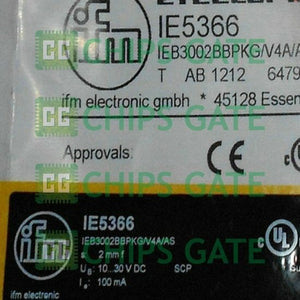 IE5366
IEB3002BBPKG/V4A/A
T AB 1212 6479
ifm electronic gmbh * 45128 Essen
Approvals:
CE
CHIPS GATE
CHIPS GATE
CHIPS GATE
ifm
IE5366
IEB3002BBPKG/V4A/AS
s: 2 mm f
UB: 10...30 V DC SCP
Ie: 100 mA
ifm electronic
UL